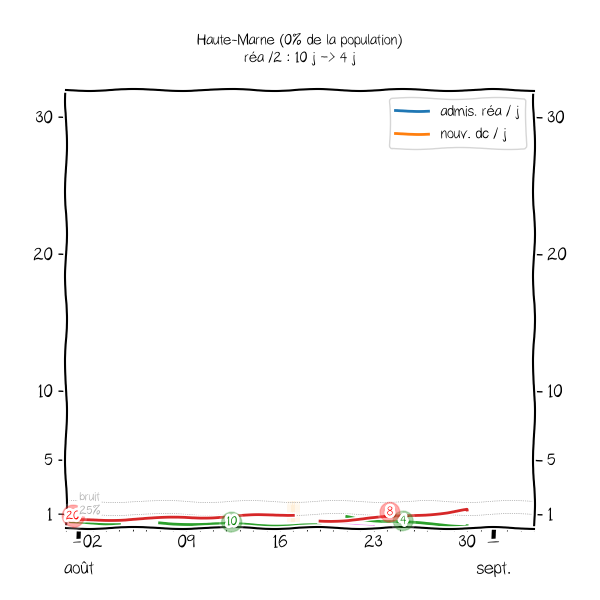 Haute-Marne (0% de la population)
réa /2 : 10 j -> 4 j
admis. réa / j
nouv. dc / j
30
30
20
20
10
10
5
5
bruit
25%
1
1
8
10
4
02
09
16
23
30
août
sept.